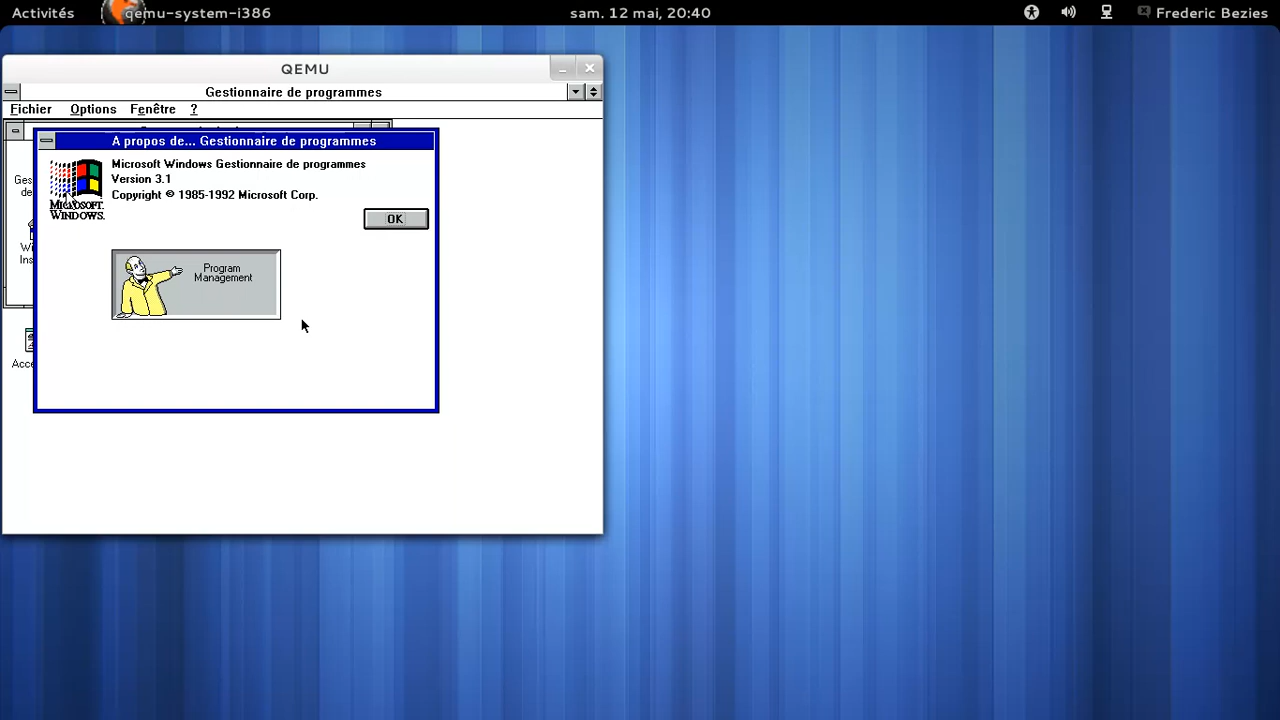 Activités
qemu-system-i386
sam. 12 mai, 20:40
Frederic Bezies
QEMU
Gestionnaire de programmes
Fichier Options Fenêtre ?
A propos de... Gestionnaire de programmes
Microsoft Windows Gestionnaire de programmes
Version 3.1
Copyright © 1985-1992 Microsoft Corp.
MICROSOFT.
WINDOWS.
OK
Program
Management